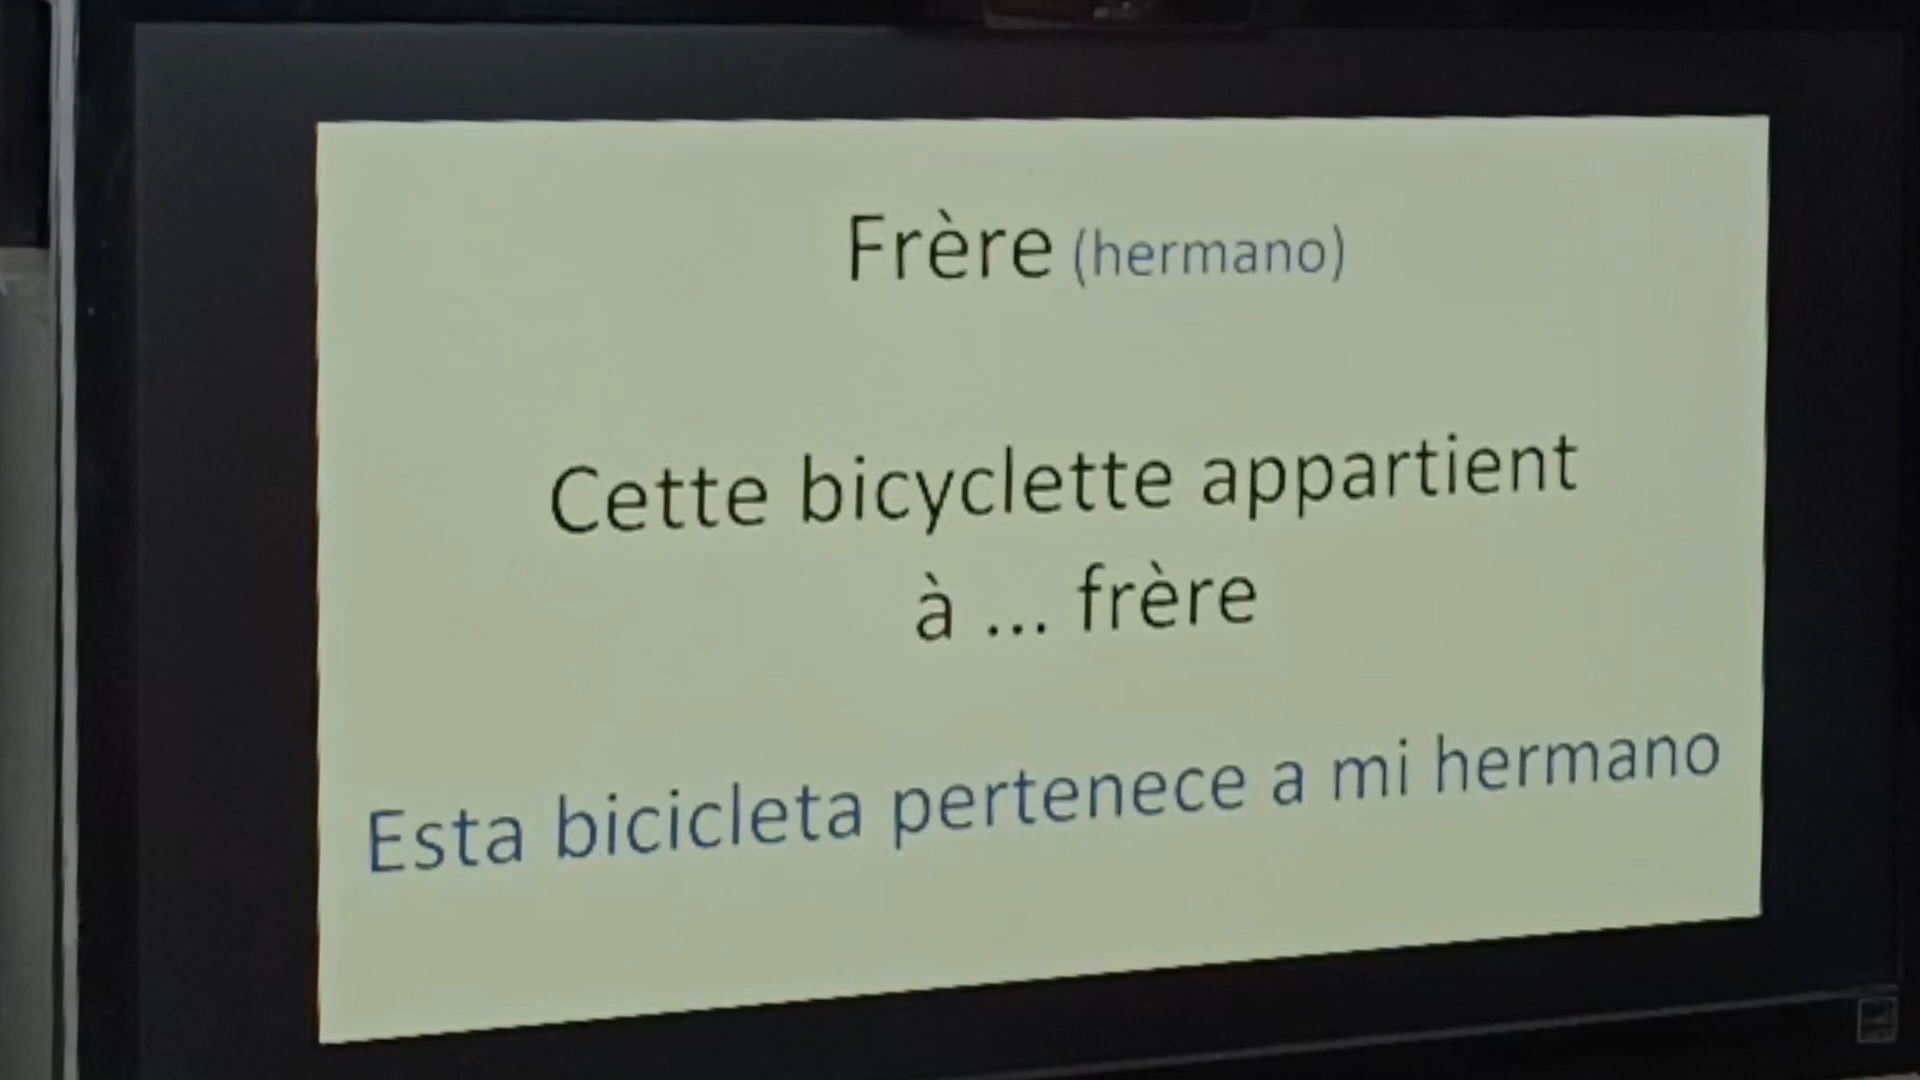 Frère (hermano)
Cette bicyclette appartient
à ... frère
Esta bicicleta pertenece a mi hermano